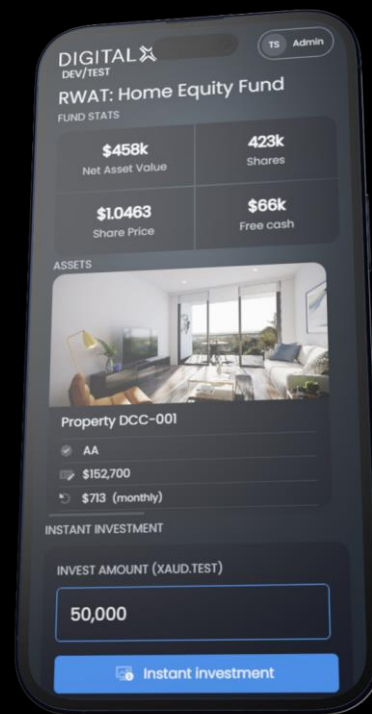 DIGITALX
DEV/TEST
TS Admin
RWAT: Home Equity Fund
FUND STATS
$458k
Net Asset Value
423k
Shares
$1.0463
Share Price
$66k
Free cash
ASSETS
Property DCC-001
AA
$152,700
$713 (monthly)
INSTANT INVESTMENT
INVEST AMOUNT (XAUD.TEST)
50,000
Instant investment